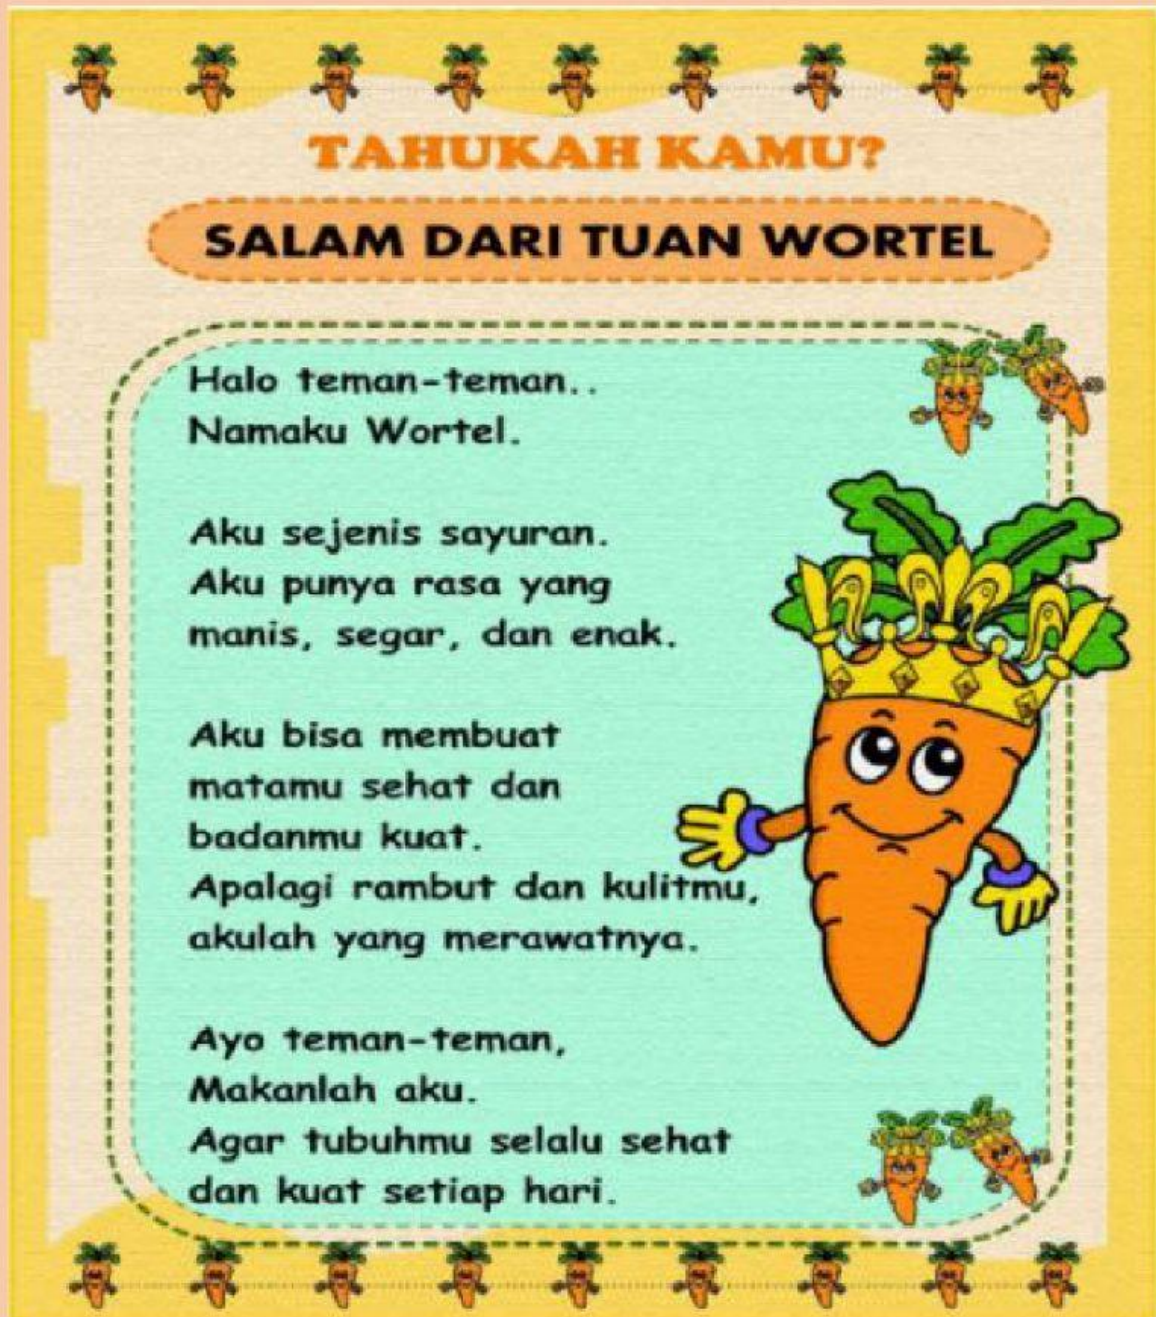 TAHUKAH KAMU?
SALAM DARI TUAN WORTEL
Halo teman-teman..
Namaku Wortel.
Aku sejenis sayuran.
Aku punya rasa yang
manis, segar, dan enak.
Aku bisa membuat
matamu sehat dan
badanmu kuat.
Apalagi rambut dan kulitmu,
akulah yang merawatnya.
Ayo teman-teman,
Makanlah aku.
Agar tubuhmu selalu sehat
dan kuat setiap hari.